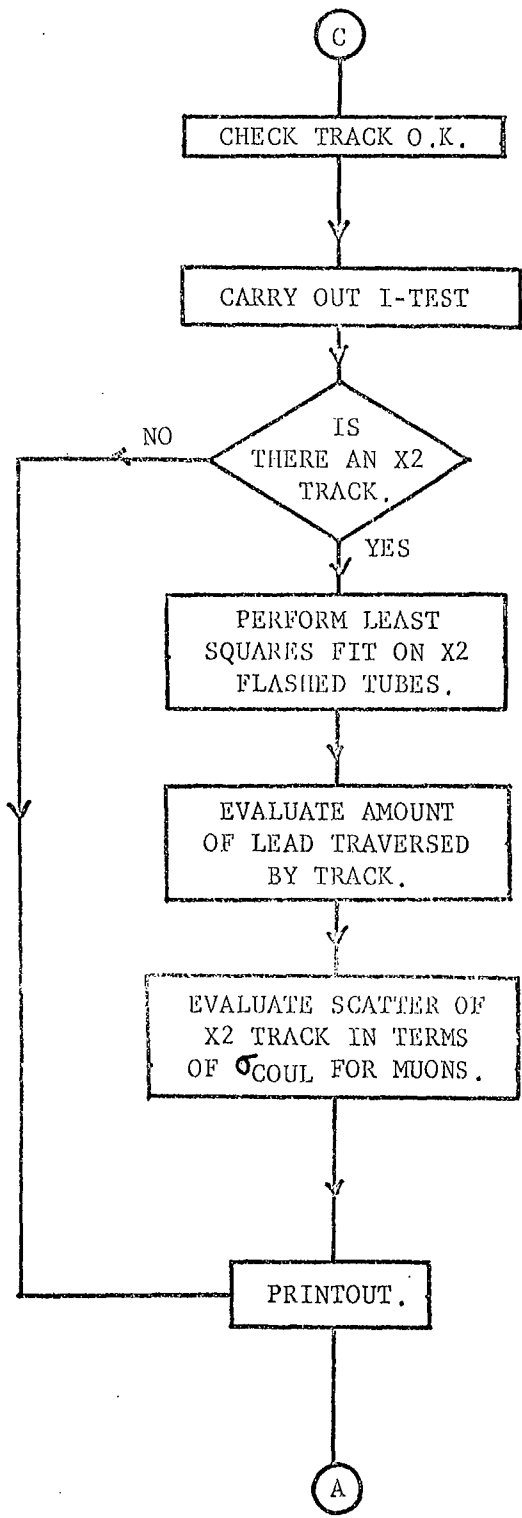 C
CHECK TRACK O.K.
CARRY OUT I-TEST
IS
THERE AN X2
TRACK.
NO
YES
PERFORM LEAST
SQUARES FIT ON X2
FLASHED TUBES.
EVALUATE AMOUNT
OF LEAD TRAVERSED
BY TRACK.
EVALUATE SCATTER OF
X2 TRACK IN TERMS
OF σCOUL FOR MUONS.
PRINTOUT.
A